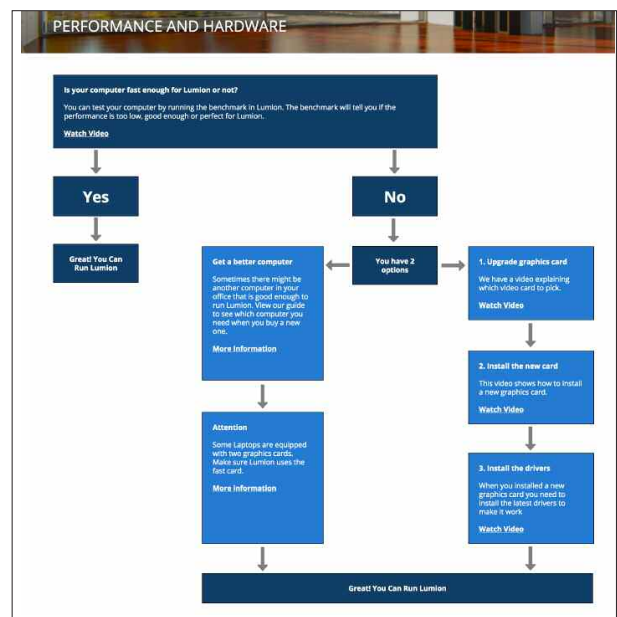 PERFORMANCE AND HARDWARE
Is your computer fast enough for Lumion or not?
You can test your computer by running the benchmark in Lumion. The benchmark will tell you if the
performance is too low, good enough or perfect for Lumion.
Watch Video
Yes
No
Great! You Can
Run Lumion
You have 2
options
Get a better computer
Sometimes there might be
another computer in your
office that is good enough to
run Lumion. View our guide
to see which computer you
need when you buy a new
one.
More Information
Attention
Some Laptops are equipped
with two graphics cards.
Make sure Lumion uses the
fast card.
More Information
1. Upgrade graphics card
We have a video explaining
which video card to pick.
Watch Video
2. Install the new card
This video shows how to install
a new graphics card.
Watch Video
3. Install the drivers
When you installed a new
graphics card you need to
install the latest drivers to
make it work
Watch Video
Great! You Can Run Lumion